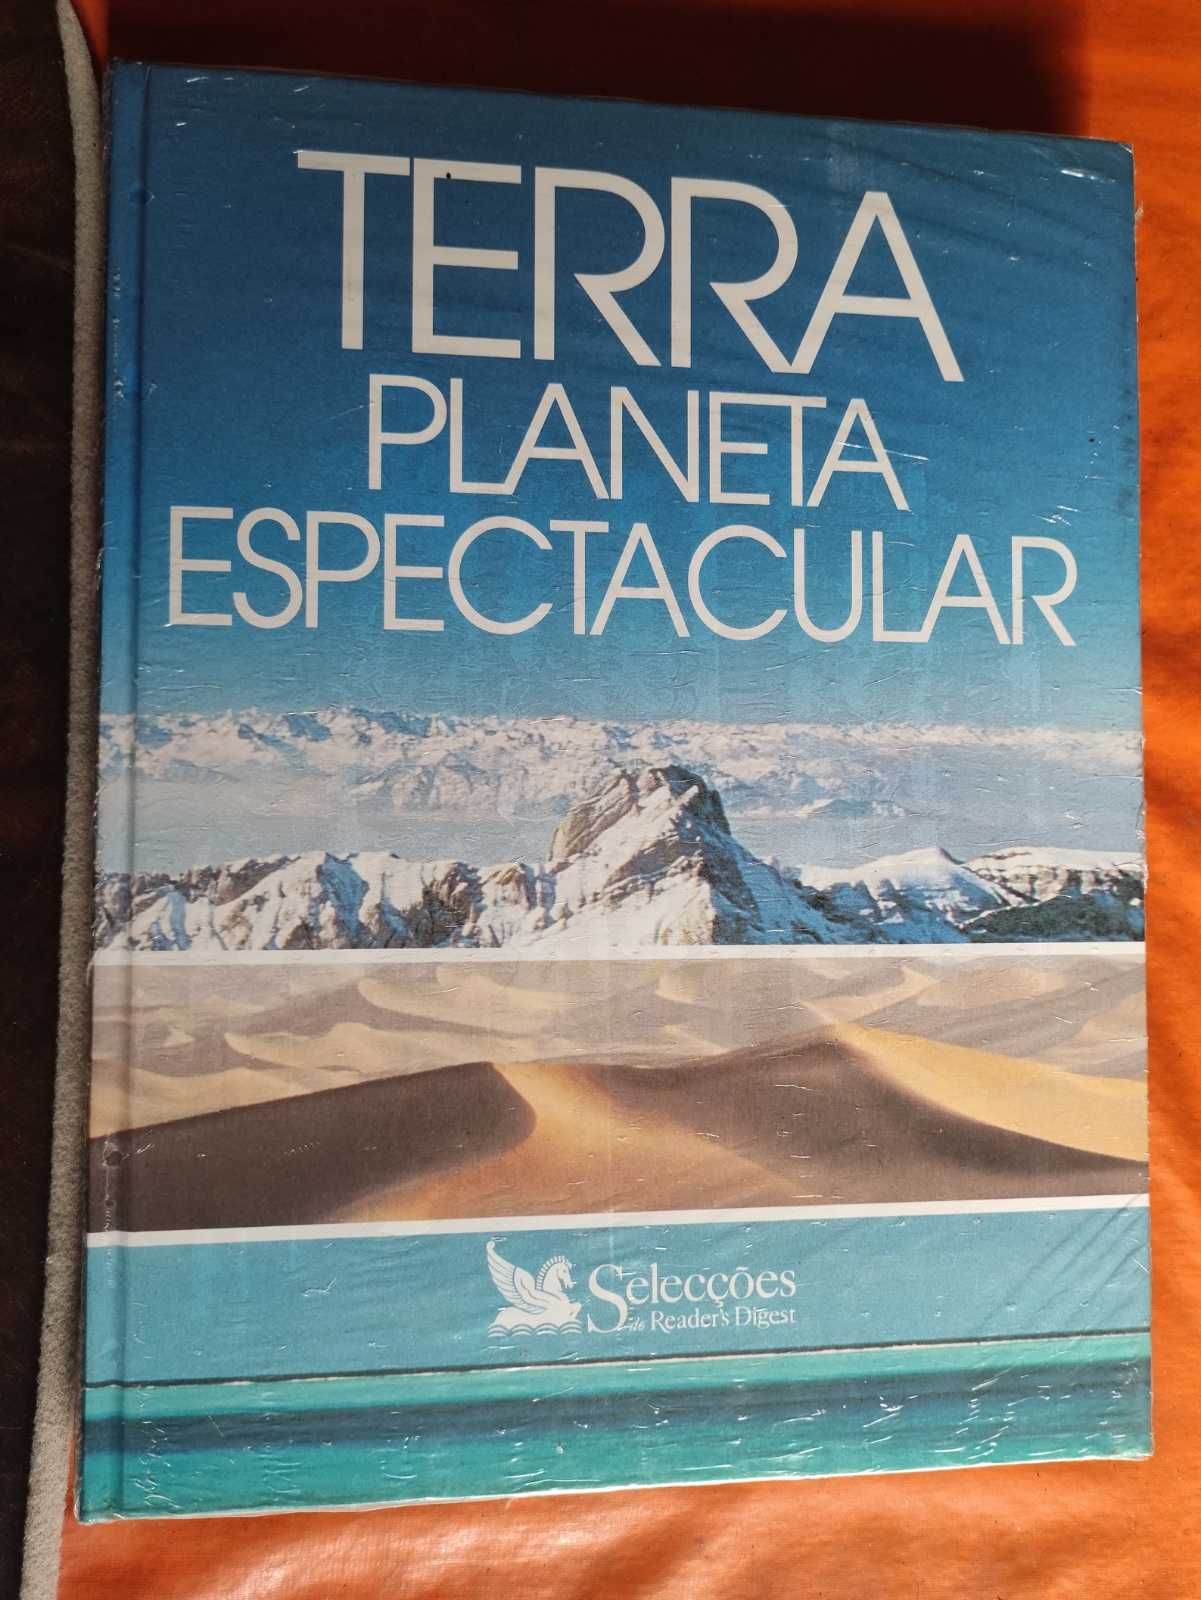 TERRA
PLANETA
ESPECTACULAR
Selecções
do Reader's Digest